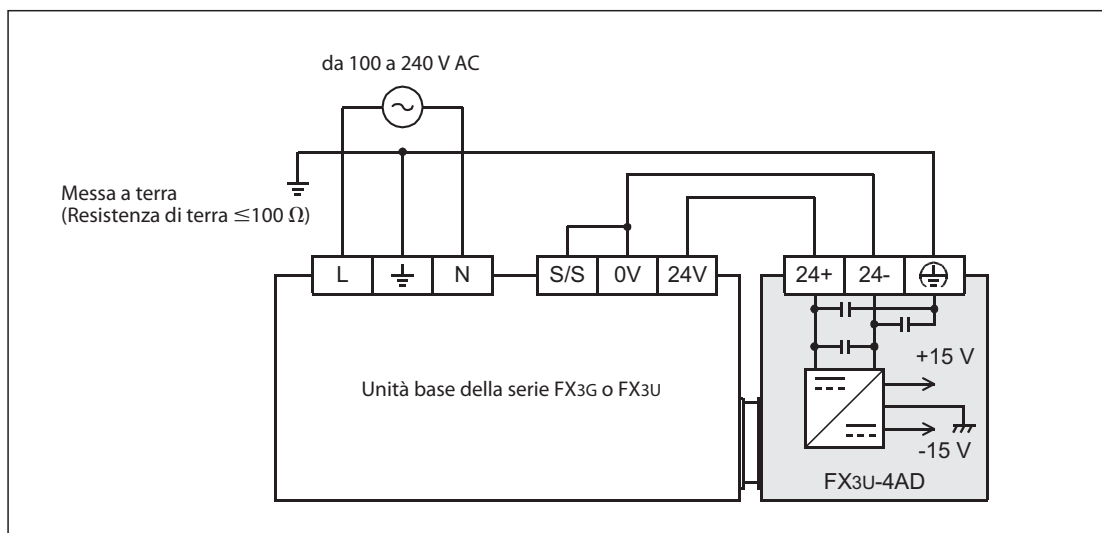 da 100 a 240 V AC
Messa a terra
(Resistenza di terra ≤100 Ω)
L
N
S/S
0V
24V
24+
24-
+15 V
Unità base della serie FX3G o FX3U
-15 V
FX3U-4AD